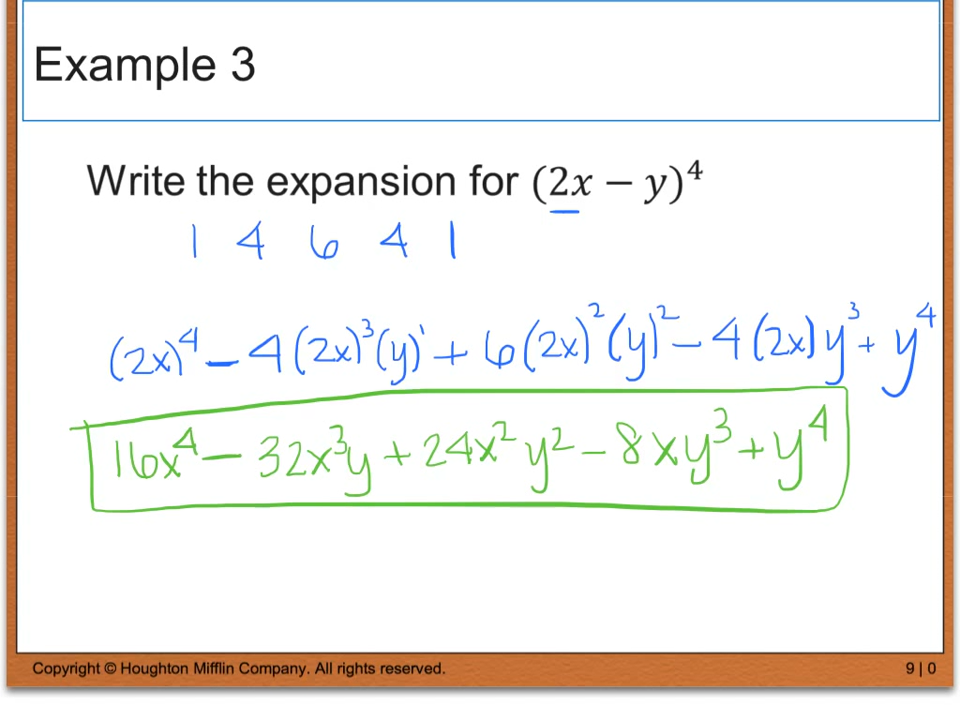 Example 3
Write the expansion for (2x − y)⁴
1 4 6 4 1
(2x)⁴ − 4(2x)³(y)¹ + 6(2x)²(y)² − 4(2x)y³ + y⁴
16x⁴ − 32x³y + 24x²y² − 8xy³ + y⁴
Copyright © Houghton Mifflin Company. All rights reserved.
9 | 0